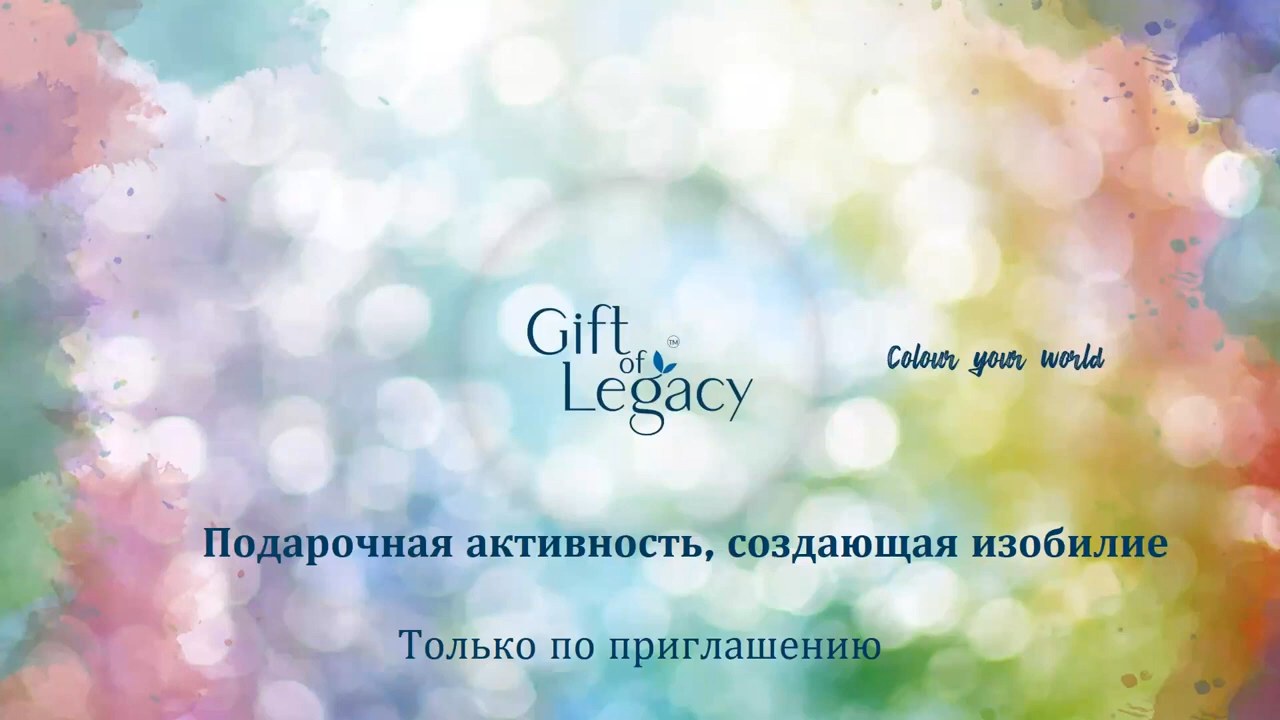 Gift
of ™
Legacy
Colour your world
Подарочная активность, создающая изобилие
Только по приглашению